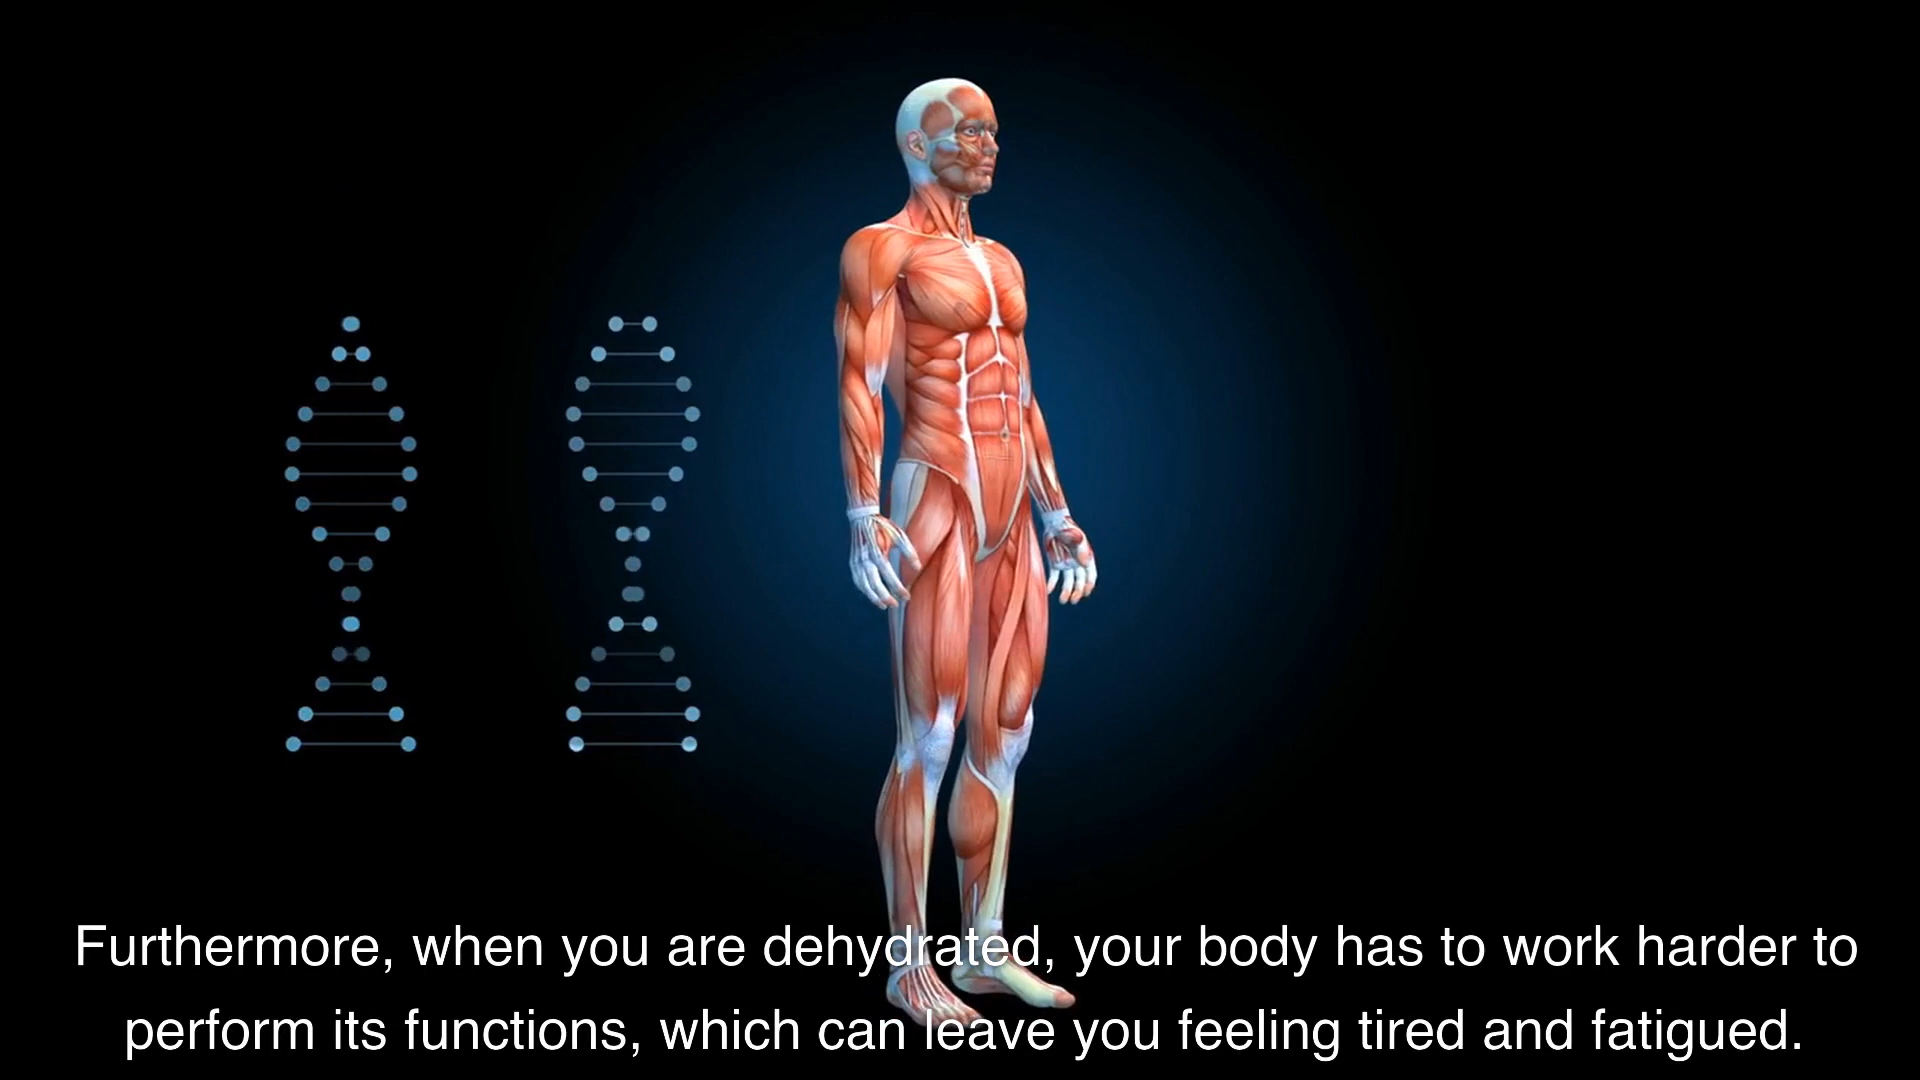 Furthermore, when you are dehydrated, your body has to work harder to
perform its functions, which can leave you feeling tired and fatigued.